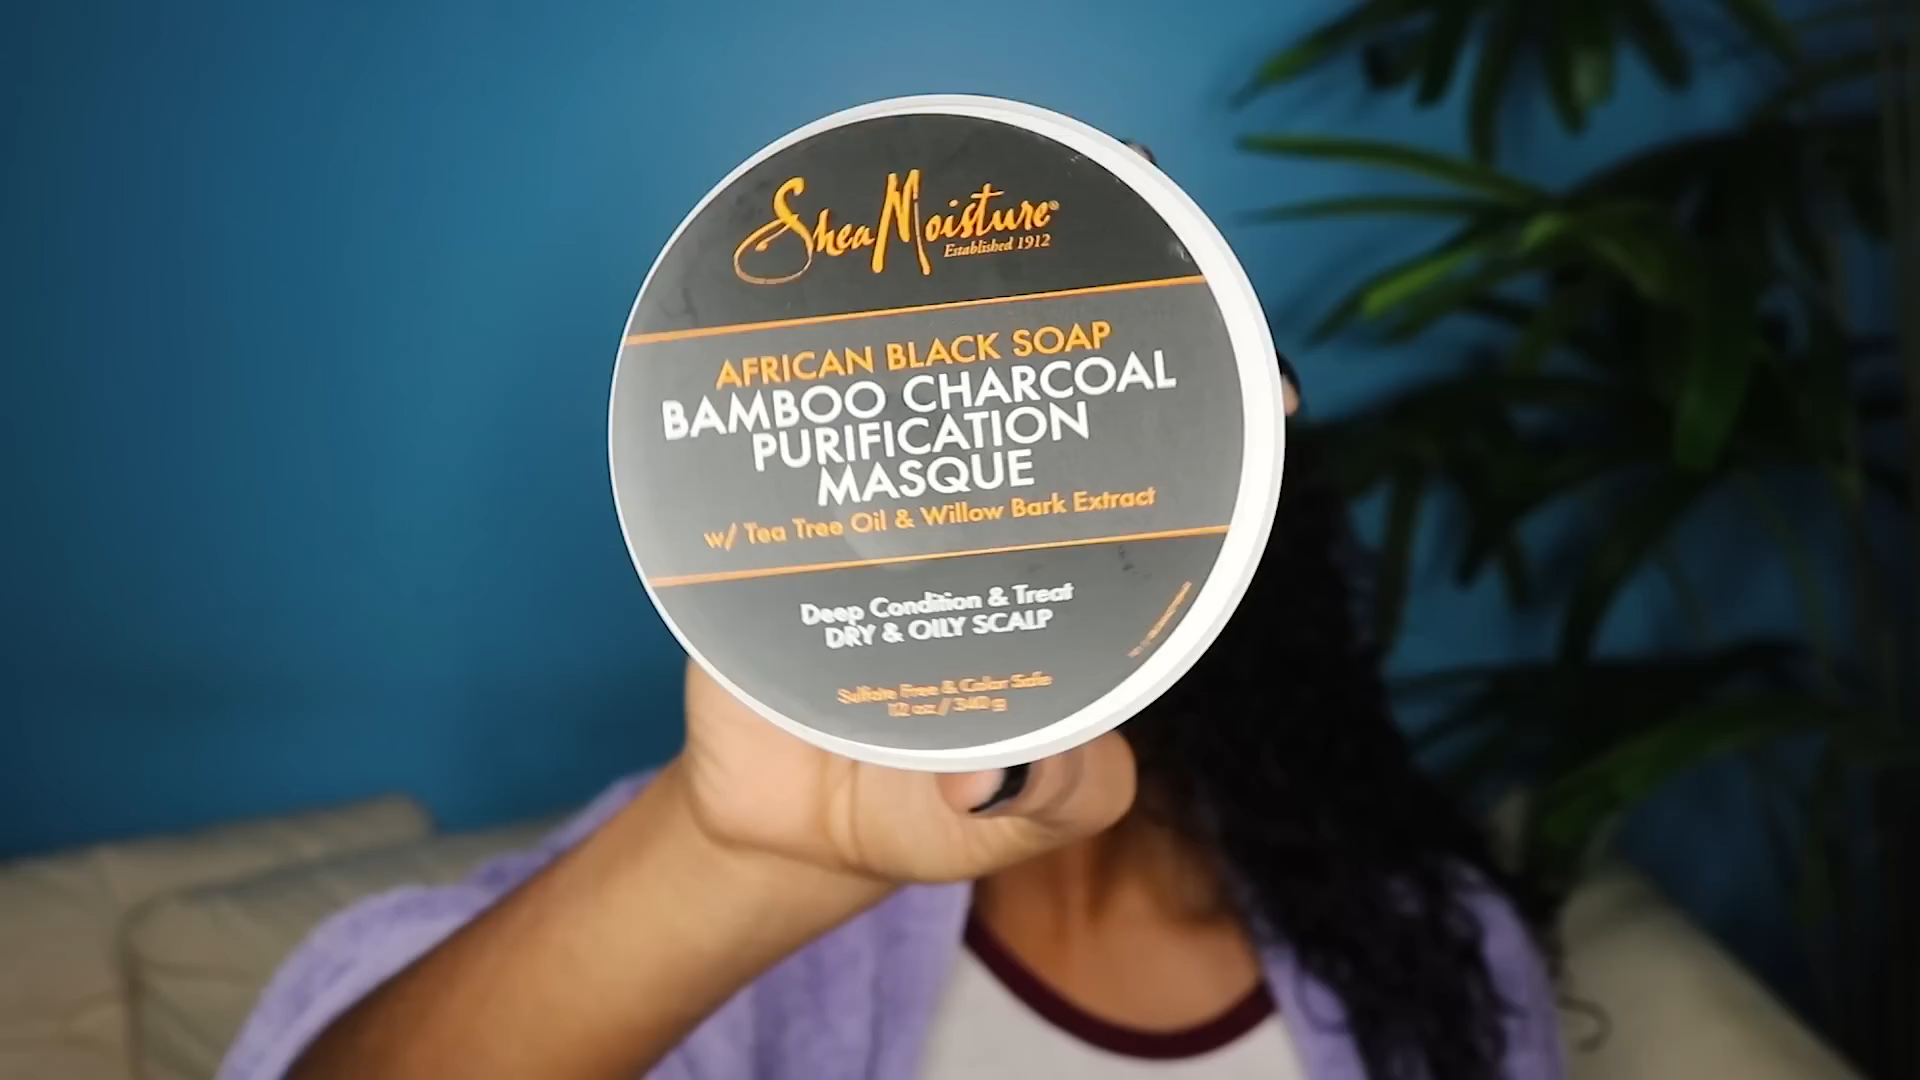 SheaMoisture®
Established 1912
AFRICAN BLACK SOAP
BAMBOO CHARCOAL
PURIFICATION
MASQUE
w/ Tea Tree Oil & Willow Bark Extract
Deep Condition & Treat
DRY & OILY SCALP
Sulfate Free & Color Safe
12 oz / 340 g